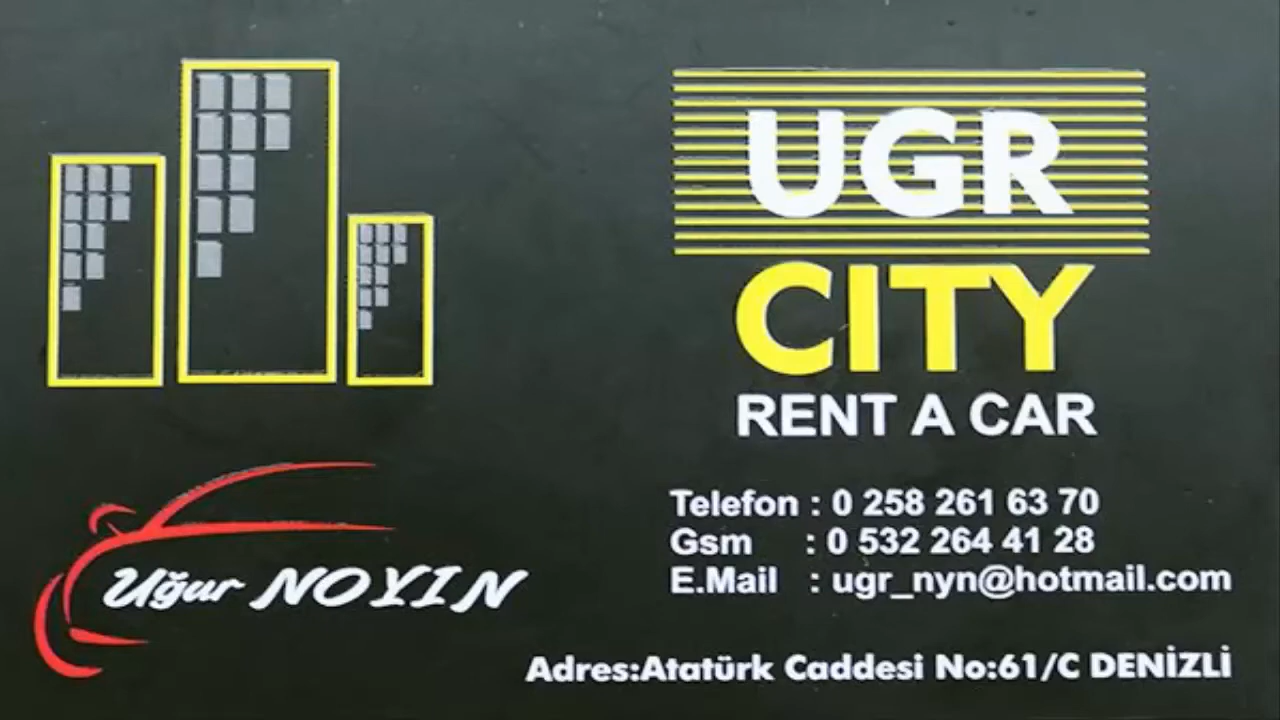 UGR
CITY
RENT A CAR
Telefon : 0 258 261 63 70
Gsm : 0 532 264 41 28
E.Mail : ugr_nyn@hotmail.com
Uğur NOYIN
Adres:Atatürk Caddesi No:61/C DENİZLİ